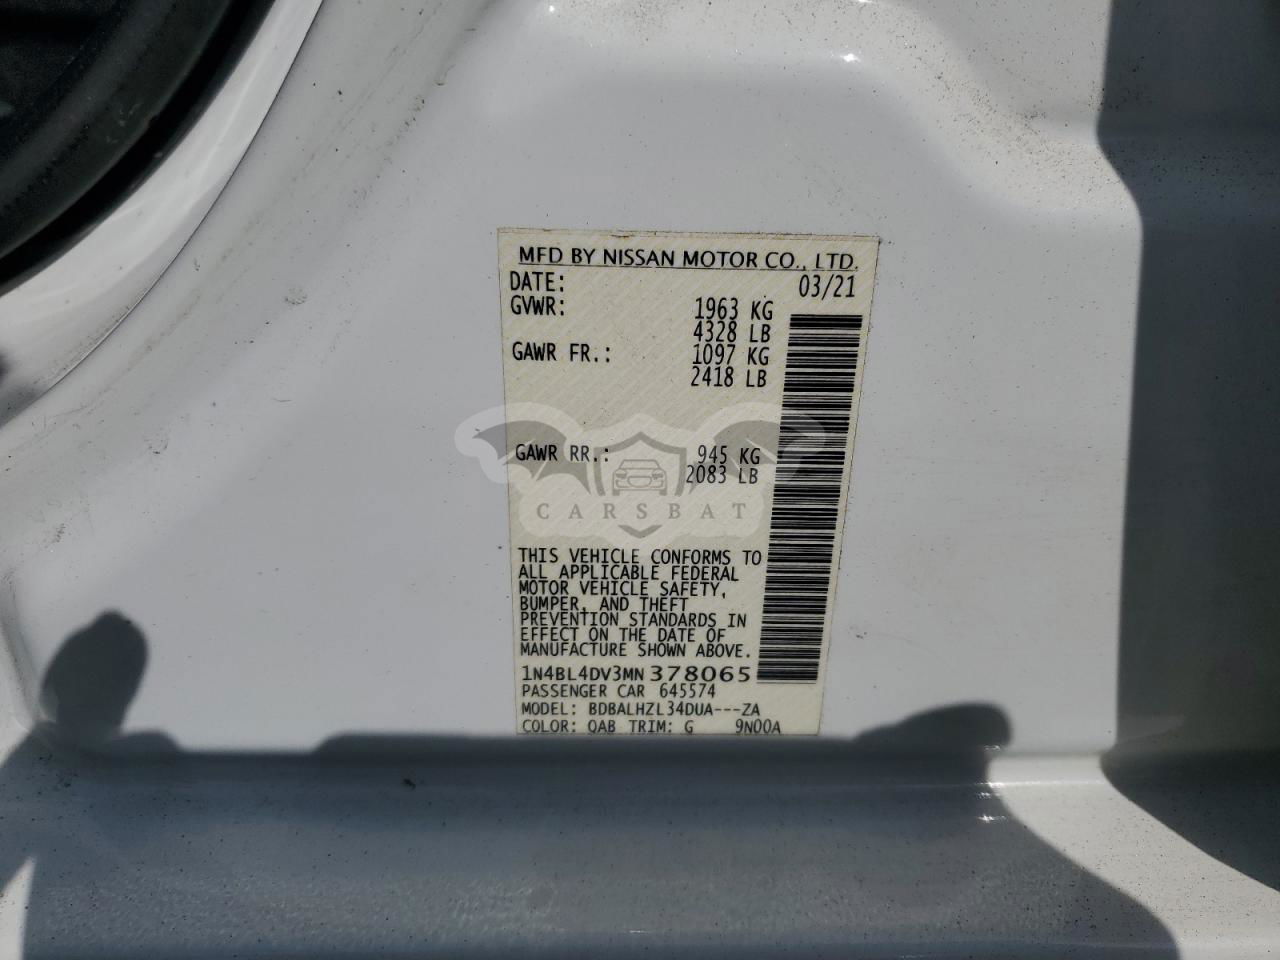 MFD BY NISSAN MOTOR CO., LTD.
DATE: 03/21
GVWR: 1963 KG
4328 LB
GAWR FR.: 1097 KG
2418 LB
GAWR RR.: 945 KG
2083 LB
CARSBAT
THIS VEHICLE CONFORMS TO
ALL APPLICABLE FEDERAL
MOTOR VEHICLE SAFETY,
BUMPER, AND THEFT
PREVENTION STANDARDS IN
EFFECT ON THE DATE OF
MANUFACTURE SHOWN ABOVE.
1N4BL4DV3MN378065
PASSENGER CAR 645574
MODEL: BDBALHZL34DUA---ZA
COLOR: QAB TRIM: G 9N00A